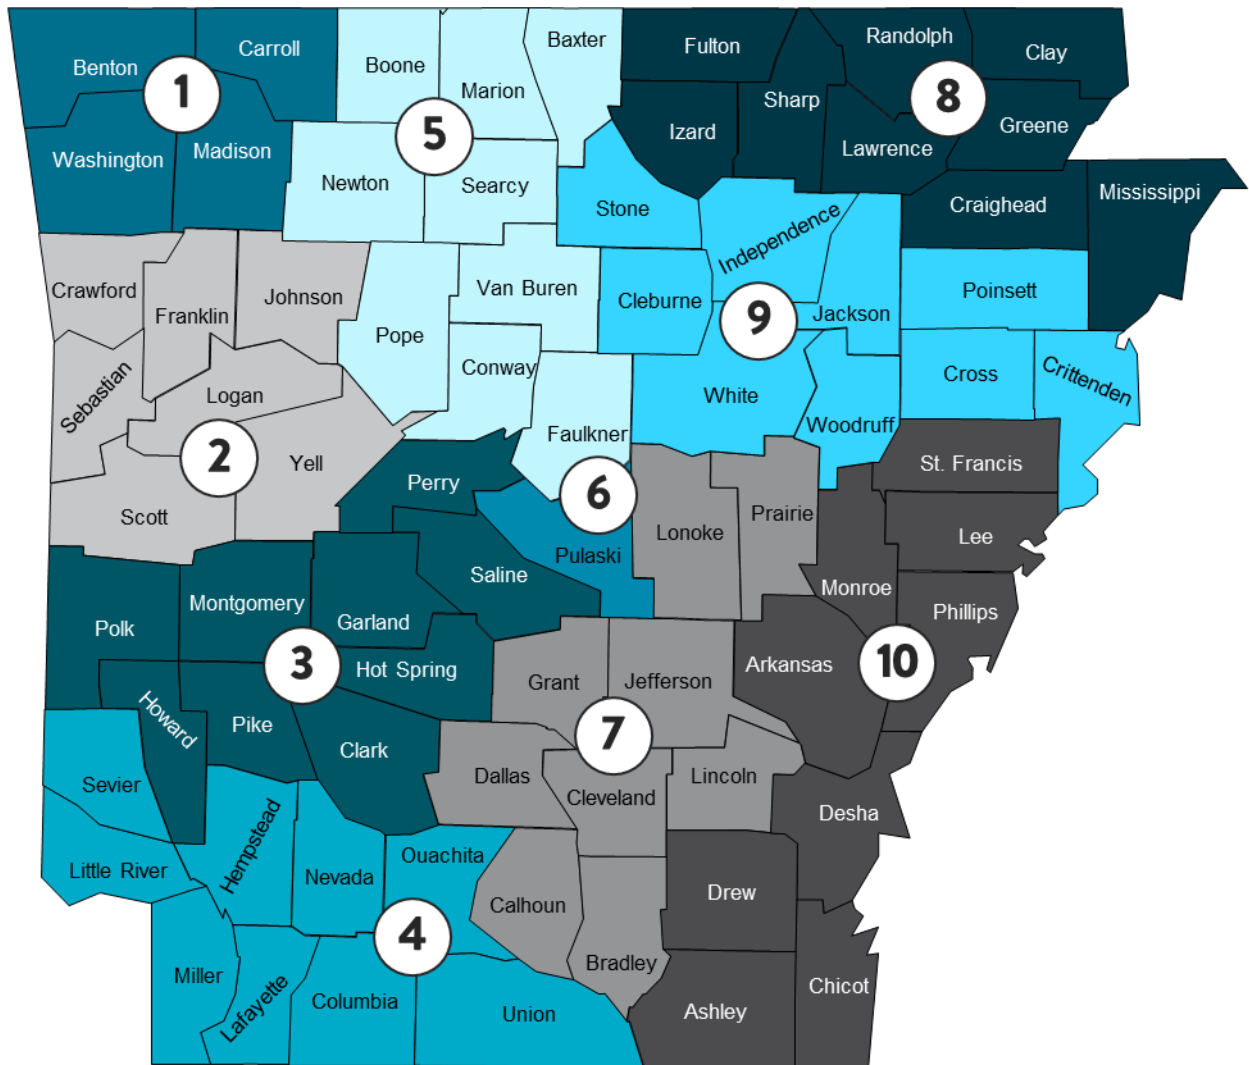 Benton
Carroll
1
Washington
Madison
Boone
Marion
Baxter
5
Newton
Searcy
Fulton
Randolph
Clay
Sharp
8
Izard
Lawrence
Greene
Craighead
Mississippi
Stone
Independence
Cleburne
9
Jackson
Poinsett
White
Woodruff
Cross
Crittenden
Crawford
Franklin
Johnson
Sebastian
Logan
2
Yell
Scott
Pope
Van Buren
Conway
Faulkner
6
Pulaski
Perry
Saline
Montgomery
Garland
Polk
3
Hot Spring
Howard
Pike
Clark
Lonoke
Prairie
St. Francis
Lee
Monroe
Phillips
Arkansas
10
Grant
Jefferson
7
Dallas
Cleveland
Lincoln
Desha
Sevier
Little River
Hempstead
Nevada
Ouachita
4
Miller
Lafayette
Columbia
Union
Calhoun
Bradley
Drew
Ashley
Chicot